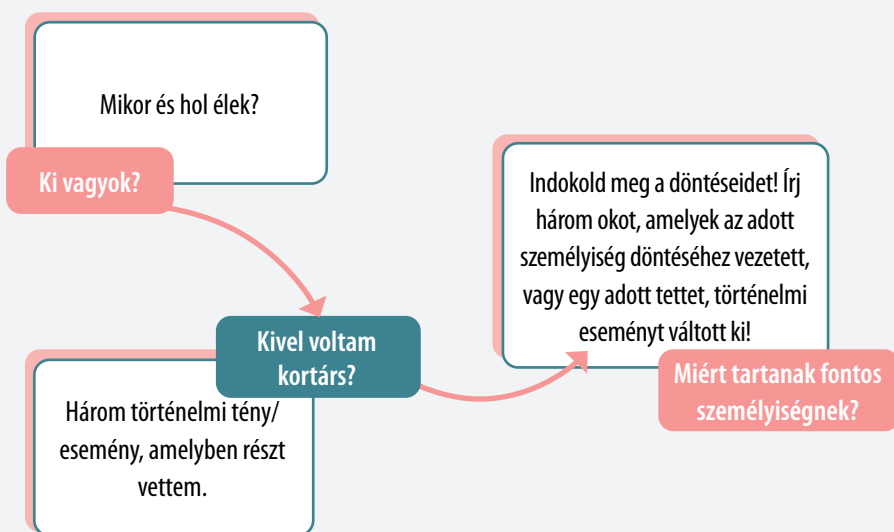 Mikor és hol élek?
Ki vagyok?
Kivel voltam
kortárs?
Három történelmi tény/
esemény, amelyben részt
vettem.
Indokold meg a döntéseidet! Írj
három okot, amelyek az adott
személyiség döntéséhez vezetett,
vagy egy adott tettet, történelmi
eseményt váltott ki!
Miért tartanak fontos
személyiségnek?